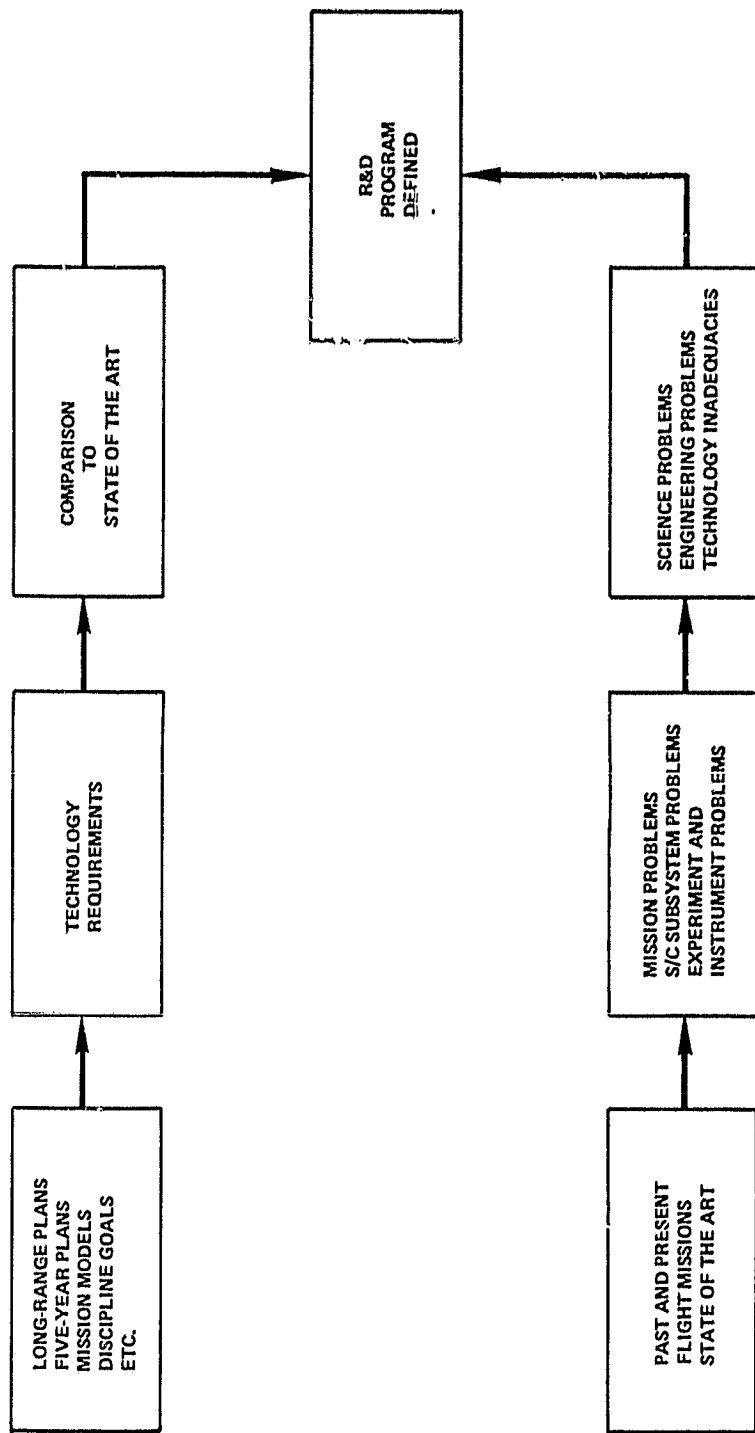 LONG-RANGE PLANS
FIVE-YEAR PLANS
MISSION MODELS
DISCIPLINE GOALS
ETC.
TECHNOLOGY
REQUIREMENTS
COMPARISON
TO
STATE OF THE ART
R&D
PROGRAM
DEFINED
PAST AND PRESENT
FLIGHT MISSIONS
STATE OF THE ART
MISSION PROBLEMS
S/C SUBSYSTEM PROBLEMS
EXPERIMENT AND
INSTRUMENT PROBLEMS
SCIENCE PROBLEMS
ENGINEERING PROBLEMS
TECHNOLOGY INADEQUACIES